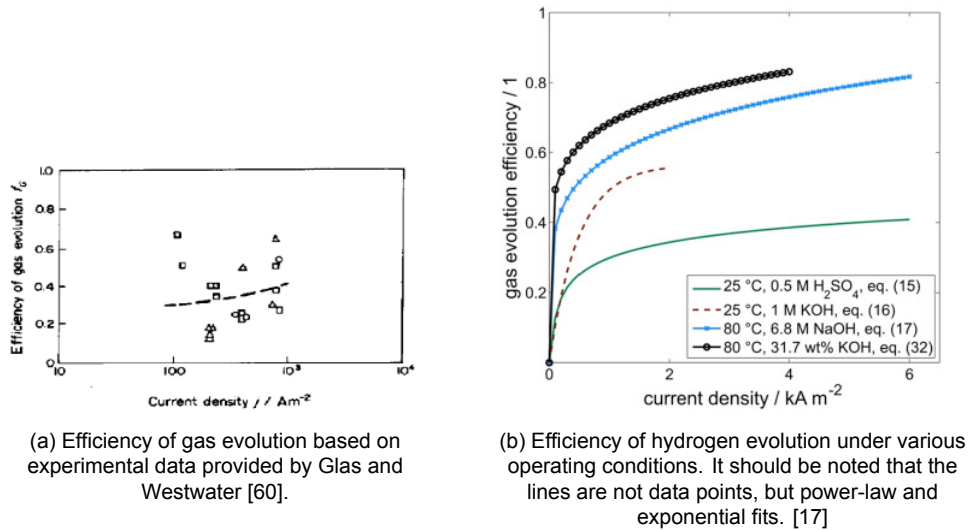 Efficiency of gas evolution f_G
1.0
0.8
0.6
0.4
0.2
0
10
100
10³
10⁴
Current density j / Am⁻²
(a) Efficiency of gas evolution based on
experimental data provided by Glas and
Westwater [60].
(b)
gas evolution efficiency / 1
1
0.8
0.6
0.4
0.2
0
2
4
6
current density / kA m⁻²
25 °C, 0.5 M H₂SO₄, eq. (15)
25 °C, 1 M KOH, eq. (16)
80 °C, 6.8 M NaOH, eq. (17)
80 °C, 31.7 wt% KOH, eq. (32)
(b) Efficiency of hydrogen evolution under various
operating conditions. It should be noted that the
lines are not data points, but power-law and
exponential fits. [17]